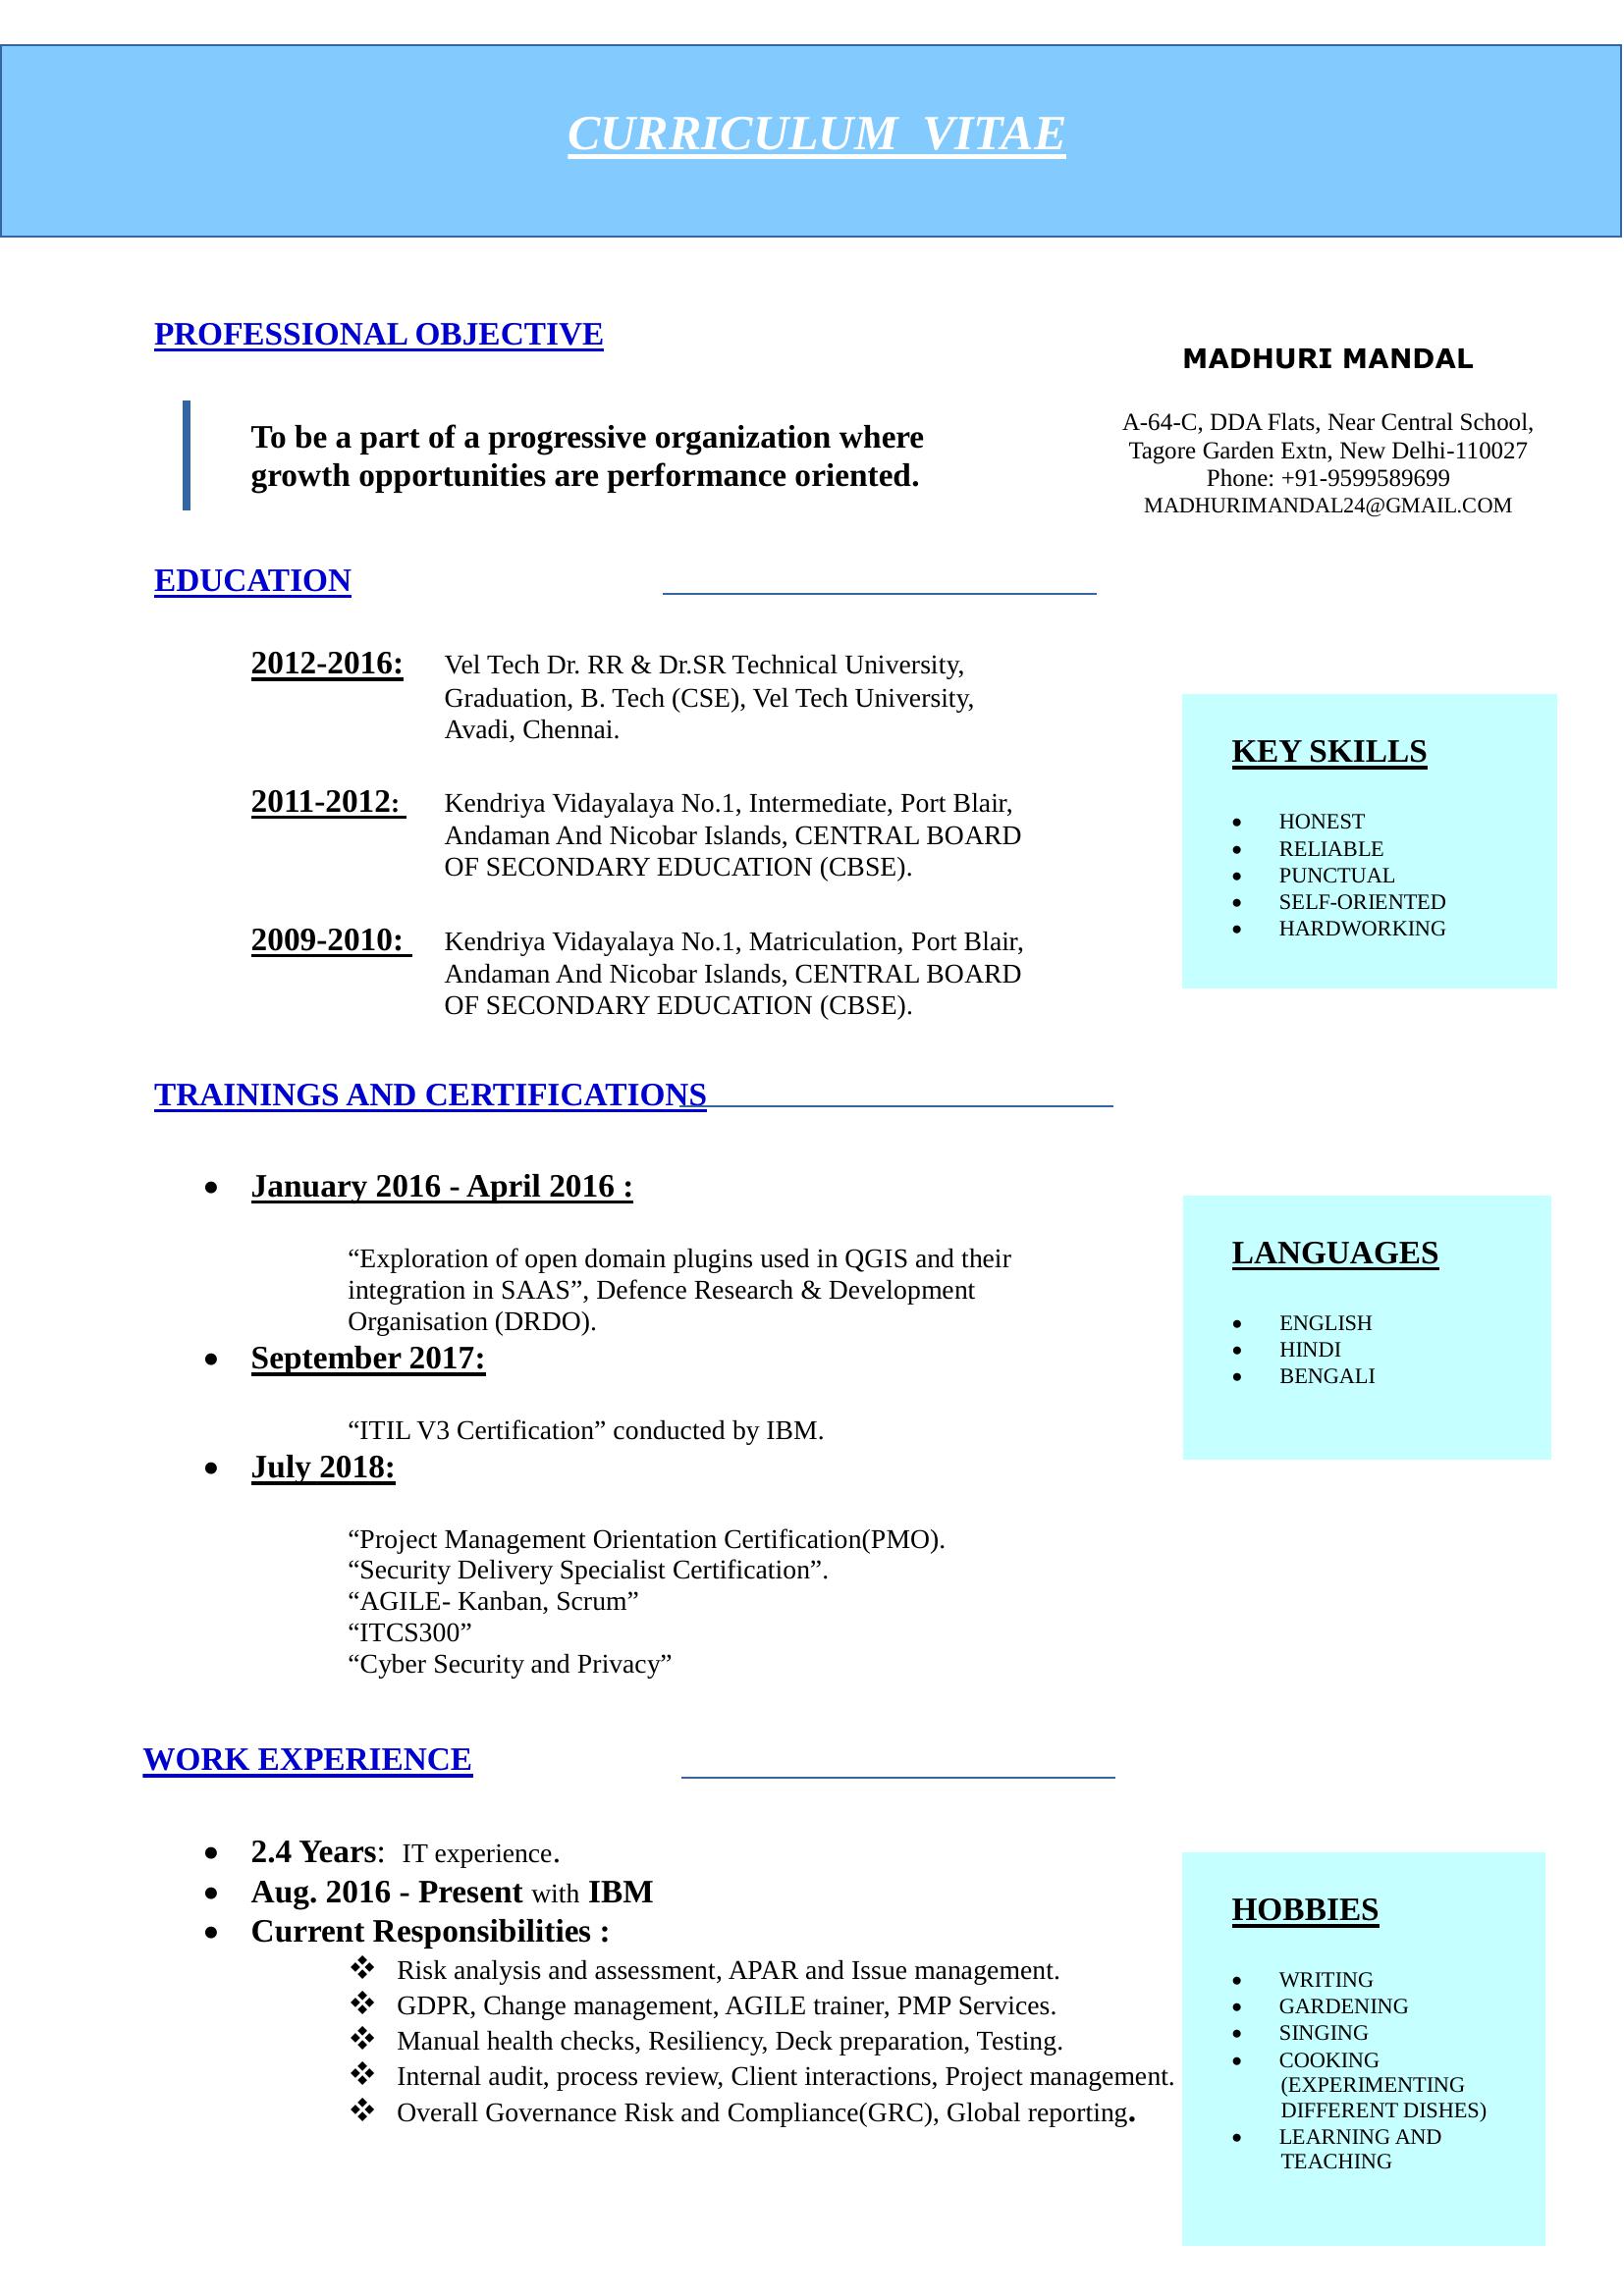 CURRICULUM VITAE
PROFESSIONAL OBJECTIVE
To be a part of a progressive organization where
growth opportunities are performance oriented.
MADHURI MANDAL
A-64-C, DDA Flats, Near Central School,
Tagore Garden Extn, New Delhi-110027
Phone: +91-9599589699
MADHURIMANDAL24@GMAIL.COM
EDUCATION
2012-2016: Vel Tech Dr. RR & Dr.SR Technical University,
Graduation, B. Tech (CSE), Vel Tech University,
Avadi, Chennai.
2011-2012: Kendriya Vidayalaya No.1, Intermediate, Port Blair,
Andaman And Nicobar Islands, CENTRAL BOARD
OF SECONDARY EDUCATION (CBSE).
2009-2010: Kendriya Vidayalaya No.1, Matriculation, Port Blair,
Andaman And Nicobar Islands, CENTRAL BOARD
OF SECONDARY EDUCATION (CBSE).
KEY SKILLS
• HONEST
• RELIABLE
• PUNCTUAL
• SELF-ORIENTED
• HARDWORKING
TRAININGS AND CERTIFICATIONS
• January 2016 - April 2016 :
“Exploration of open domain plugins used in QGIS and their
integration in SAAS”, Defence Research & Development
Organisation (DRDO).
• September 2017:
“ITIL V3 Certification” conducted by IBM.
• July 2018:
“Project Management Orientation Certification(PMO).
“Security Delivery Specialist Certification”.
“AGILE- Kanban, Scrum”
“ITCS300”
“Cyber Security and Privacy”
LANGUAGES
• ENGLISH
• HINDI
• BENGALI
WORK EXPERIENCE
• 2.4 Years: IT experience.
• Aug. 2016 - Present with IBM
• Current Responsibilities :
❖ Risk analysis and assessment, APAR and Issue management.
❖ GDPR, Change management, AGILE trainer, PMP Services.
❖ Manual health checks, Resiliency, Deck preparation, Testing.
❖ Internal audit, process review, Client interactions, Project management.
❖ Overall Governance Risk and Compliance(GRC), Global reporting.
HOBBIES
• WRITING
• GARDENING
• SINGING
• COOKING
(EXPERIMENTING
DIFFERENT DISHES)
• LEARNING AND
TEACHING